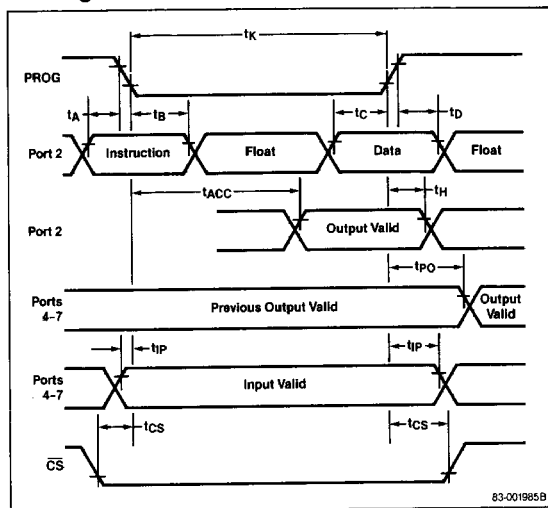 tK
PROG
tA
tB
tC
tD
Port 2
Instruction
Float
Data
Float
tACC
tH
Port 2
Output Valid
tPO
Ports
4-7
Previous Output Valid
Output
Valid
tIP
tIP
Ports
4-7
Input Valid
tCS
tCS
CS
83-001985B